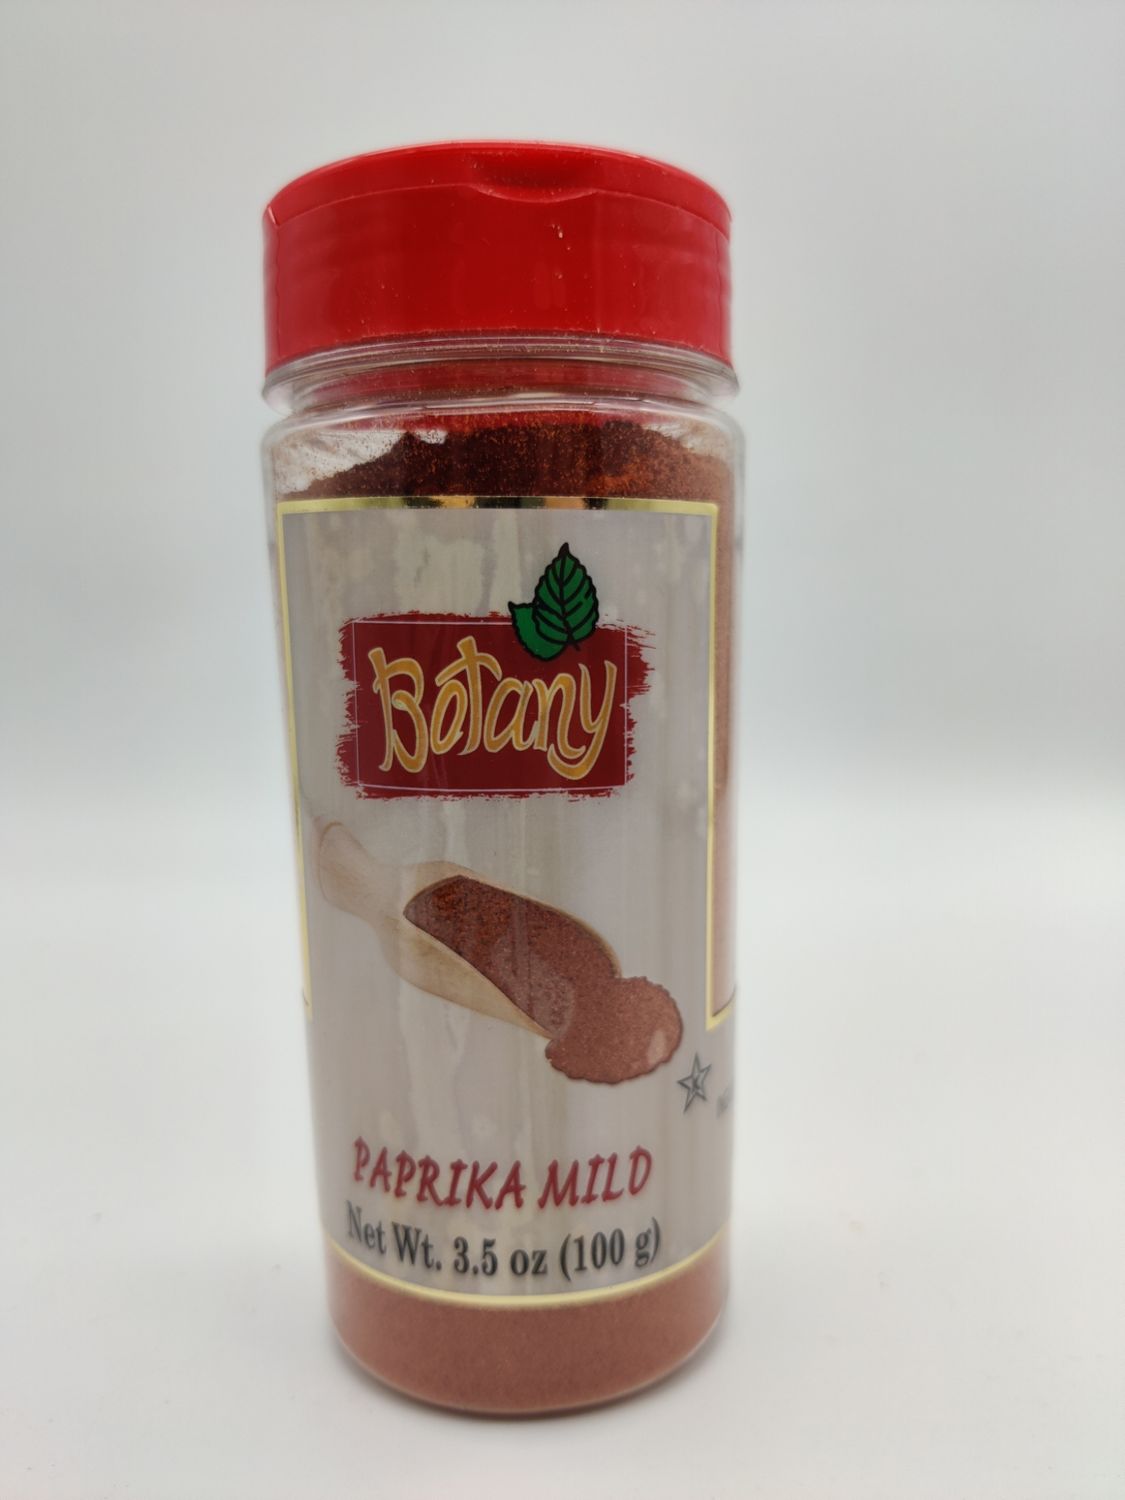 Botany
PAPRIKA MILD
Net Wt. 3.5 oz (100 g)
K